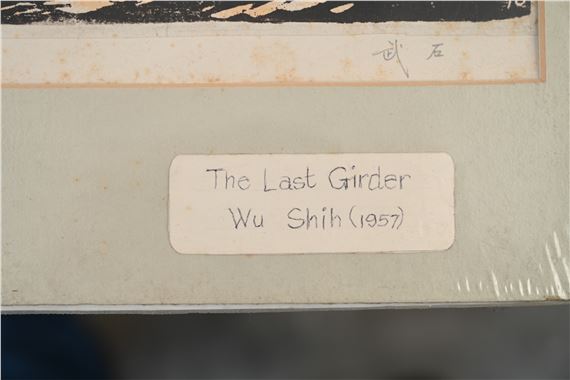 武石
The Last Girder
Wu Shih (1957)